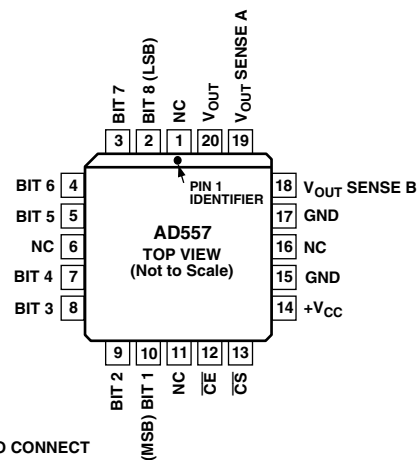 BIT 7
BIT 8 (LSB)
NC
VOUT
VOUT SENSE A
3 2 1 20 19
BIT 6 4
BIT 5 5
NC 6
BIT 4 7
BIT 3 8
PIN 1
IDENTIFIER
AD557
TOP VIEW
(Not to Scale)
18 VOUT SENSE B
17 GND
16 NC
15 GND
14 +VCC
9 10 11 12 13
BIT 2
(MSB) BIT 1
NC
CE
CS
CONNECT